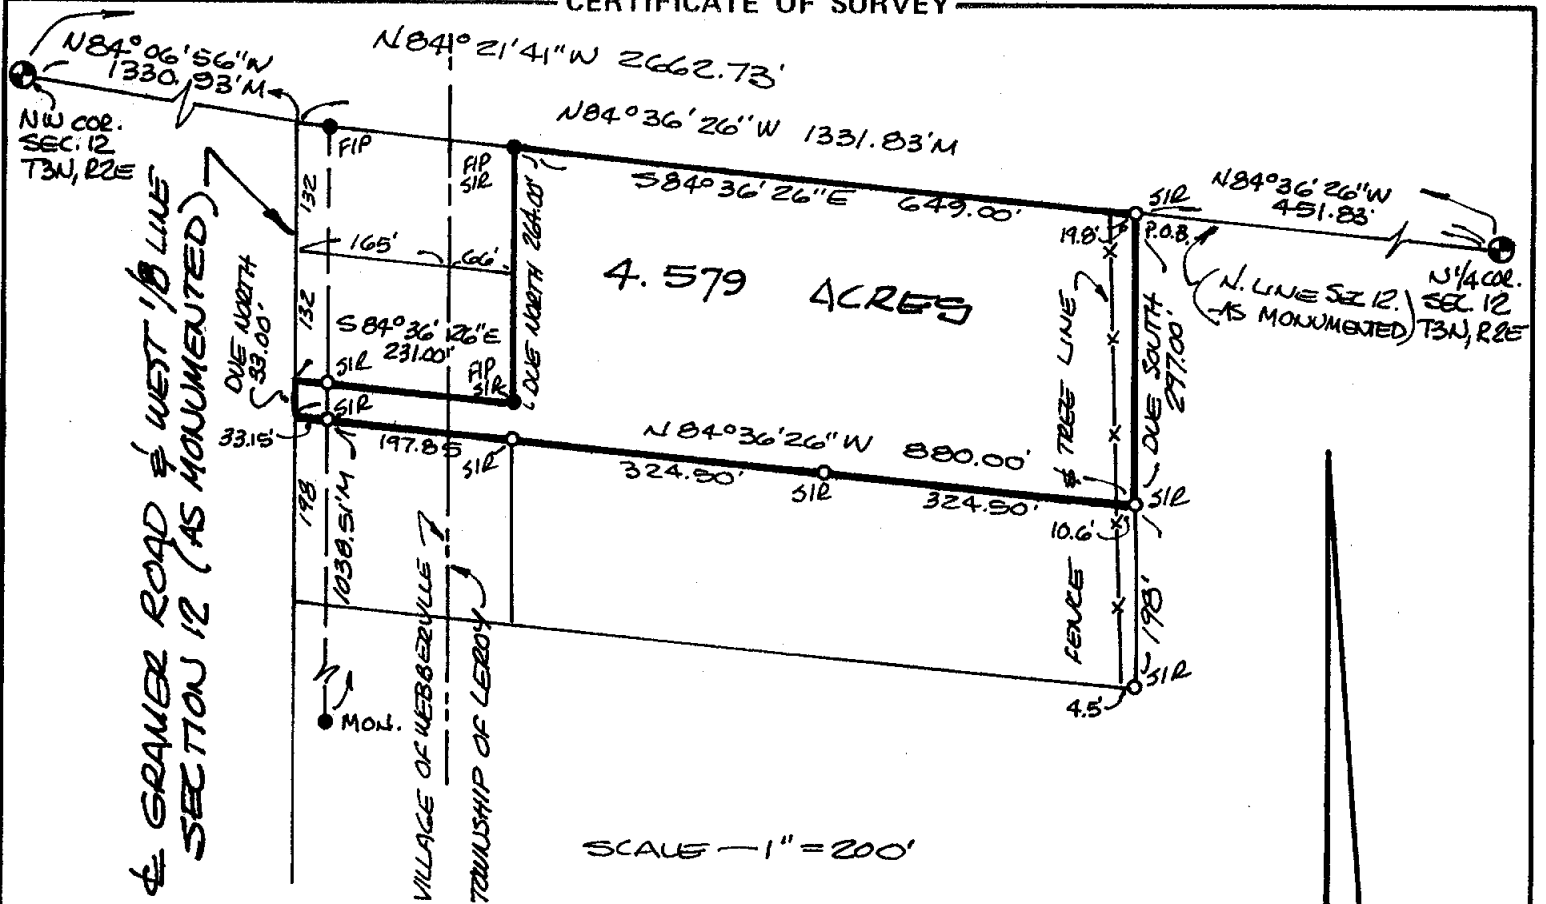 CERTIFICATE OF SURVEY
N84°06'56"W
1330.93'M
N84°21'41"W 2662.73'
N84°36'26"W 1331.83'M
NW COR.
SEC. 12
T3N, R2E
FIP
FIP
SIR
S84°36'26"E 649.00'
SIR
N84°36'26"W
451.83'
P.O.B.
19.8'
N 1/4 COR.
SEC. 12
T3N, R2E
N. LINE SEC 12.
AS MONUMENTED)
132
165'
66'
DUE NORTH 264.00'
4.579 ACRES
132
DUE NORTH
33.00'
S84°36'26"E
231.00'
SIR
FIP
SIR
SIR
33.15'
197.85
SIR
N84°36'26"W 880.00'
324.50'
SIR
324.50'
& TREE LINE
DUE SOUTH
297.00'
SIR
10.6'
FENCE
198'
SIR
4.5'
198
1038.51'M
MON.
℄ GRAMER ROAD & WEST 1/8 LINE
SECTION 12 (AS MONUMENTED)
VILLAGE OF WEBBERVILLE
TOWNSHIP OF LEROY
SCALE — 1" = 200'